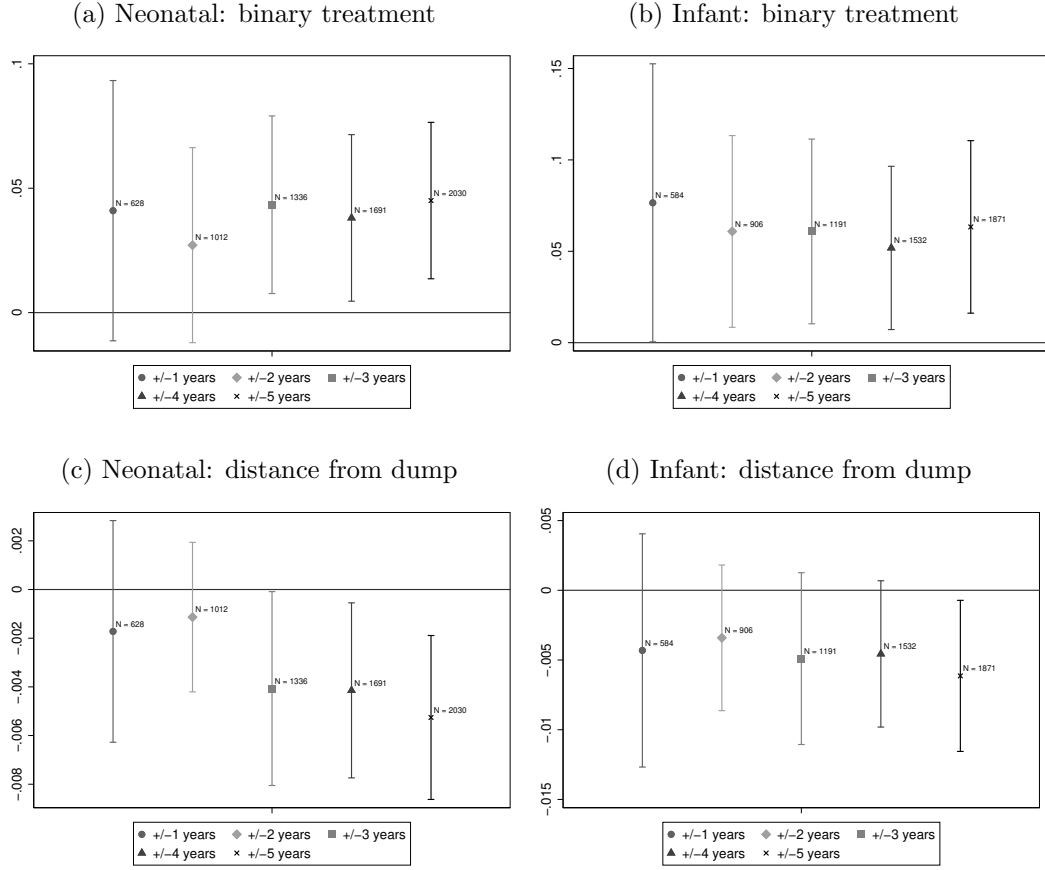 (a) Neonatal: binary treatment
.1
.05
0
N = 628
N = 1012
N = 1336
N = 1691
N = 2030
+/−1 years +/−2 years +/−3 years
+/−4 years +/−5 years
(b) Infant: binary treatment
.15
.1
.05
0
N = 584
N = 906
N = 1191
N = 1532
N = 1871
+/−1 years +/−2 years +/−3 years
+/−4 years +/−5 years
(c) Neonatal: distance from dump
.002
0
−.002
−.004
−.006
−.008
N = 628
N = 1012
N = 1336
N = 1691
N = 2030
+/−1 years +/−2 years +/−3 years
+/−4 years +/−5 years
(d) Infant: distance from dump
.005
0
−.005
−.01
−.015
N = 584
N = 906
N = 1191
N = 1532
N = 1871
+/−1 years +/−2 years +/−3 years
+/−4 years +/−5 years